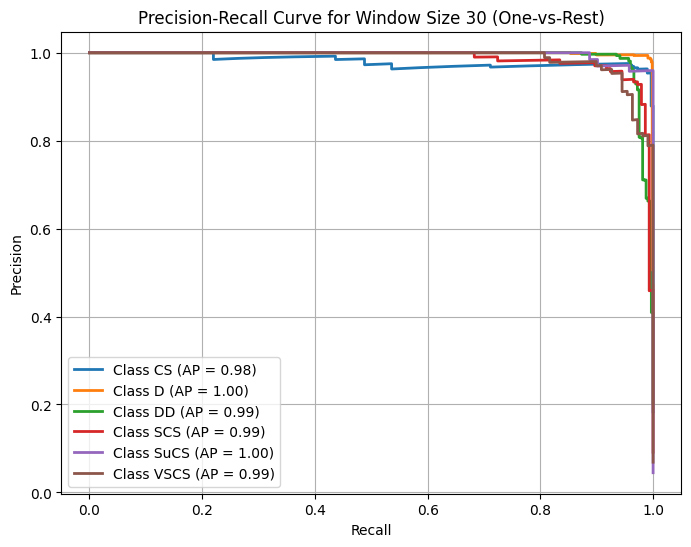 Precision-Recall Curve for Window Size 30 (One-vs-Rest)
1.0
0.8
0.6
0.4
0.2
0.0
Precision
Class CS (AP = 0.98)
Class D (AP = 1.00)
Class DD (AP = 0.99)
Class SCS (AP = 0.99)
Class SuCS (AP = 1.00)
Class VSCS (AP = 0.99)
0.0 0.2 0.4 0.6 0.8 1.0
Recall